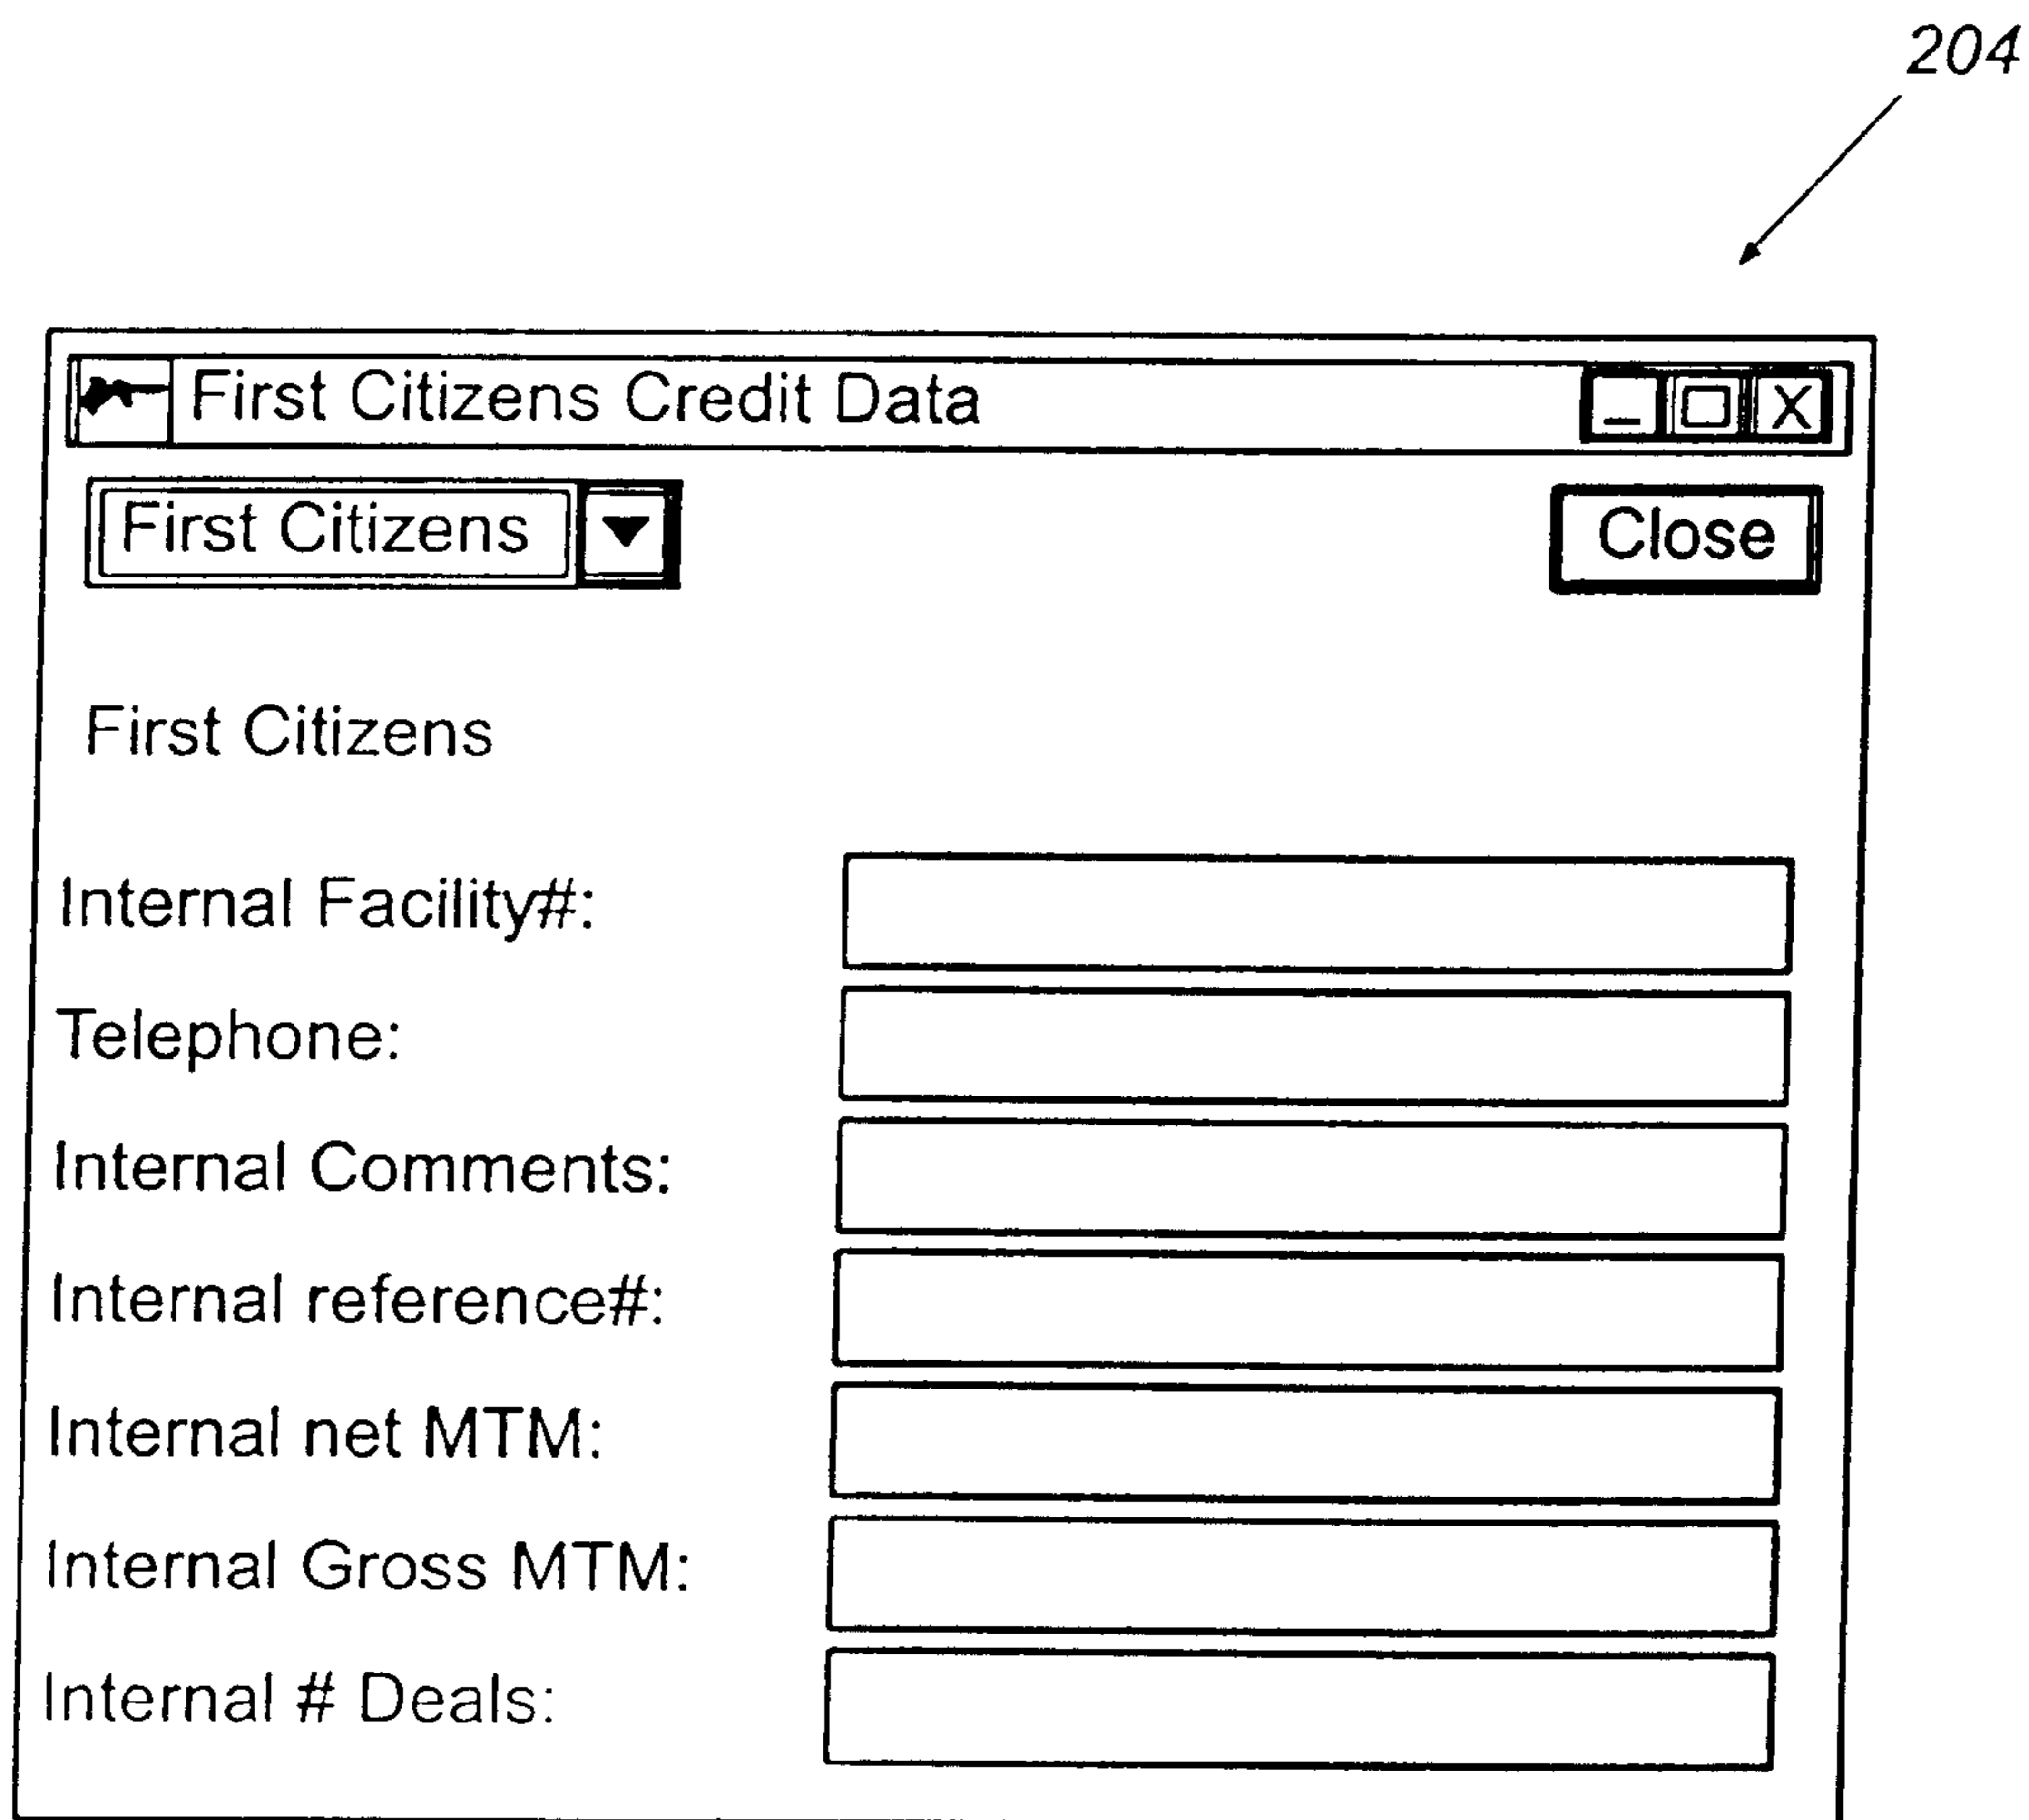 204
First Citizens Credit Data
First Citizens
Close
First Citizens
Internal Facility#:
Telephone:
Internal Comments:
Internal reference#:
Internal net MTM:
Internal Gross MTM:
Internal # Deals: